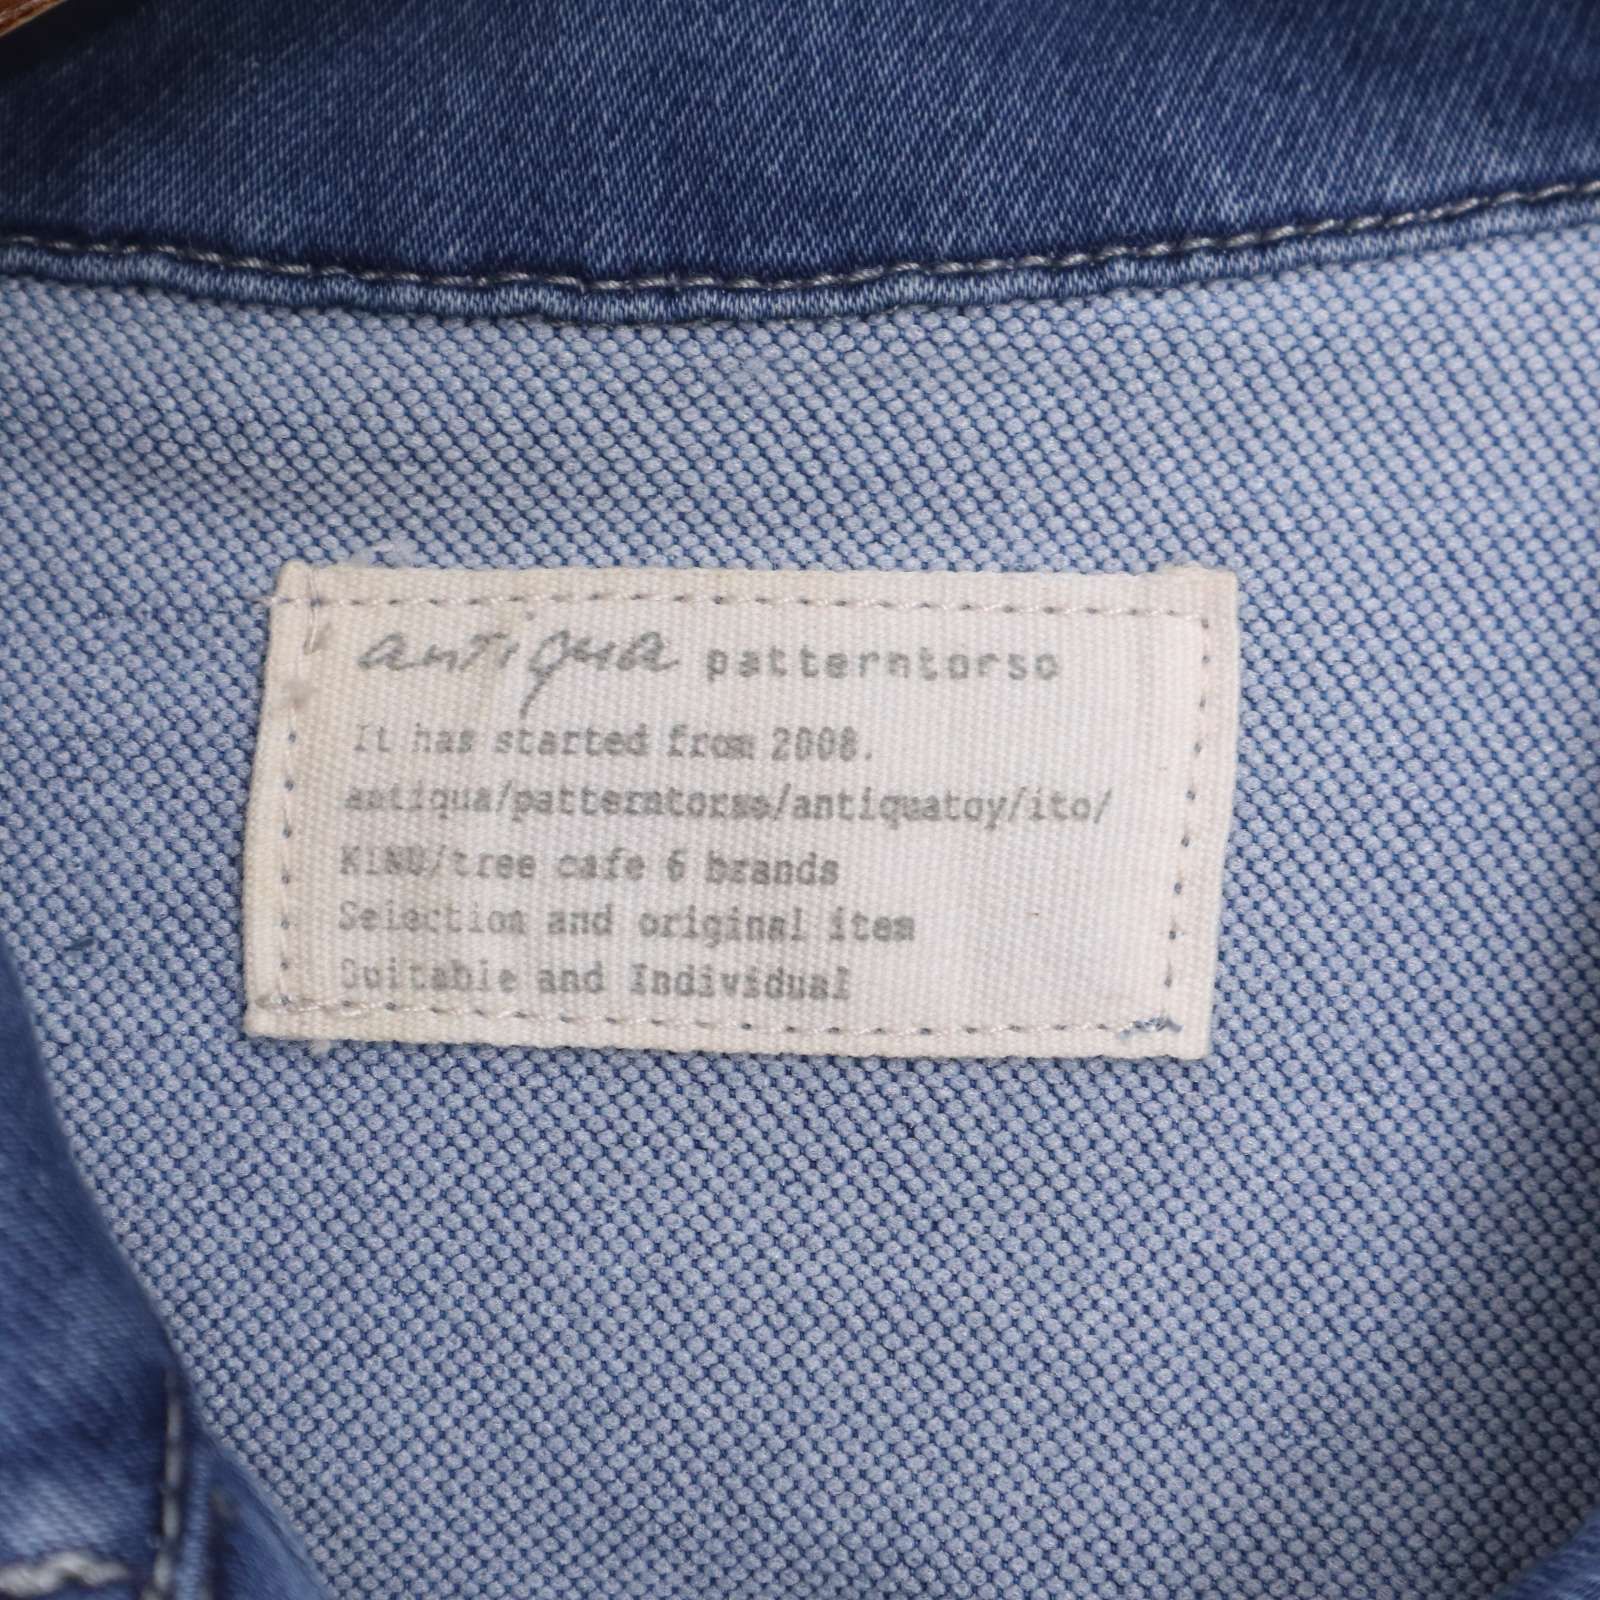 antiqua patterntorso
It has started from 2008.
antiqua/patterntorso/antiquatoy/ito/
KINU/tree cafe 6 brands
Selection and original item
Suitable and Individual